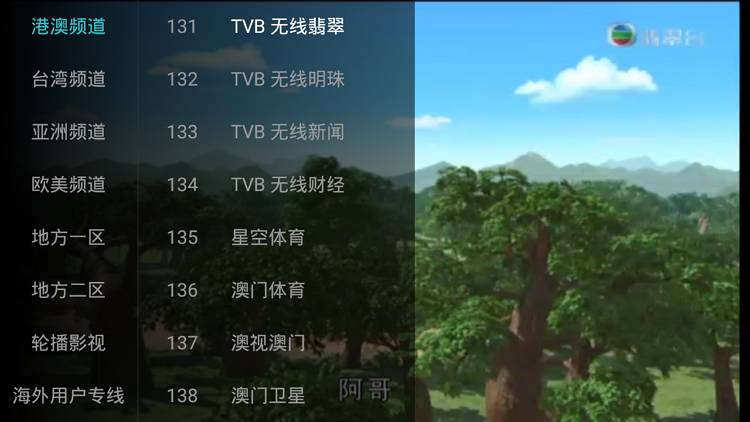 港澳频道 131 TVB 无线翡翠
翡翠台
台湾频道 132 TVB 无线明珠
亚洲频道 133 TVB 无线新闻
欧美频道 134 TVB 无线财经
地方一区 135 星空体育
地方二区 136 澳门体育
轮播影视 137 澳视澳门
海外用户专线 138 澳门卫星
阿哥